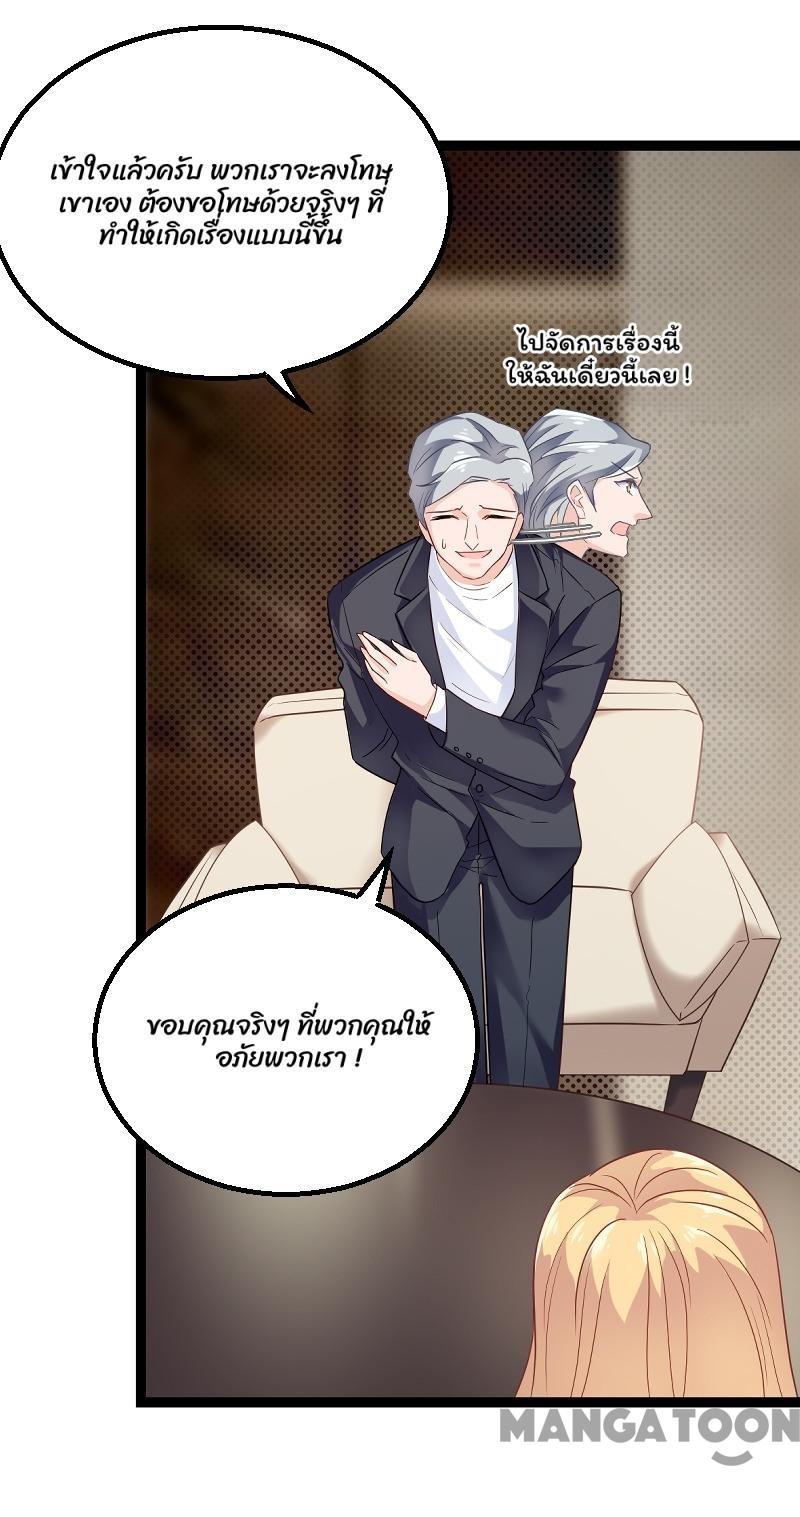 เข้าใจแล้วครับ พวกเราจะลงโทษ
เขาเอง ต้องขอโทษด้วยจริงๆ ที่
ทำให้เกิดเรื่องแบบนี้ขึ้น
ไปจัดการเรื่องนี้
ให้ฉันเดี๋ยวนี้เลย !
ขอบคุณจริงๆ ที่พวกคุณให้
อภัยพวกเรา !
MANGATOON